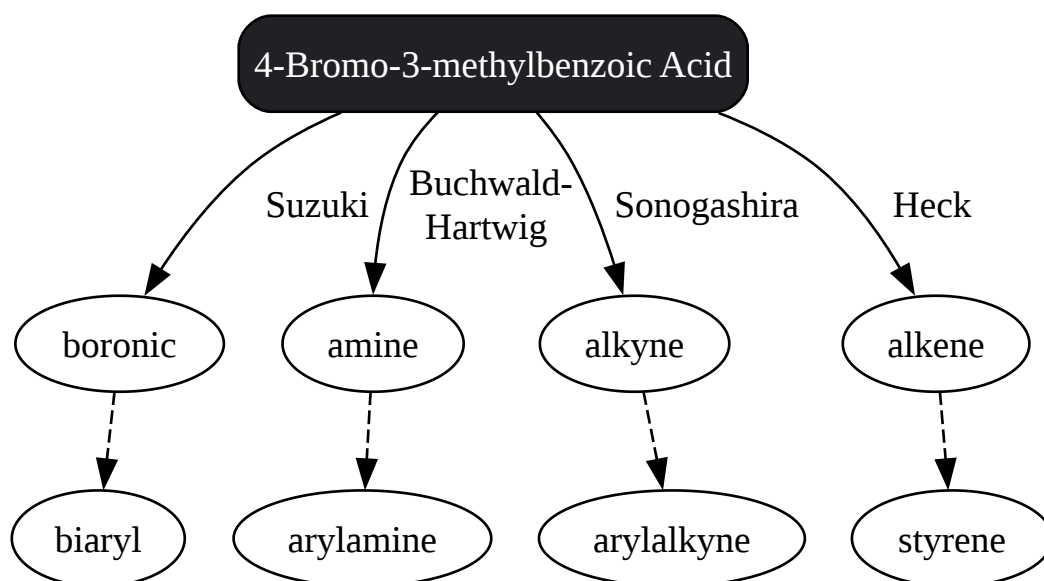 4-Bromo-3-methylbenzoic Acid
Suzuki
Buchwald-
Hartwig
Sonogashira
Heck
boronic
amine
alkyne
alkene
biaryl
arylamine
arylalkyne
styrene